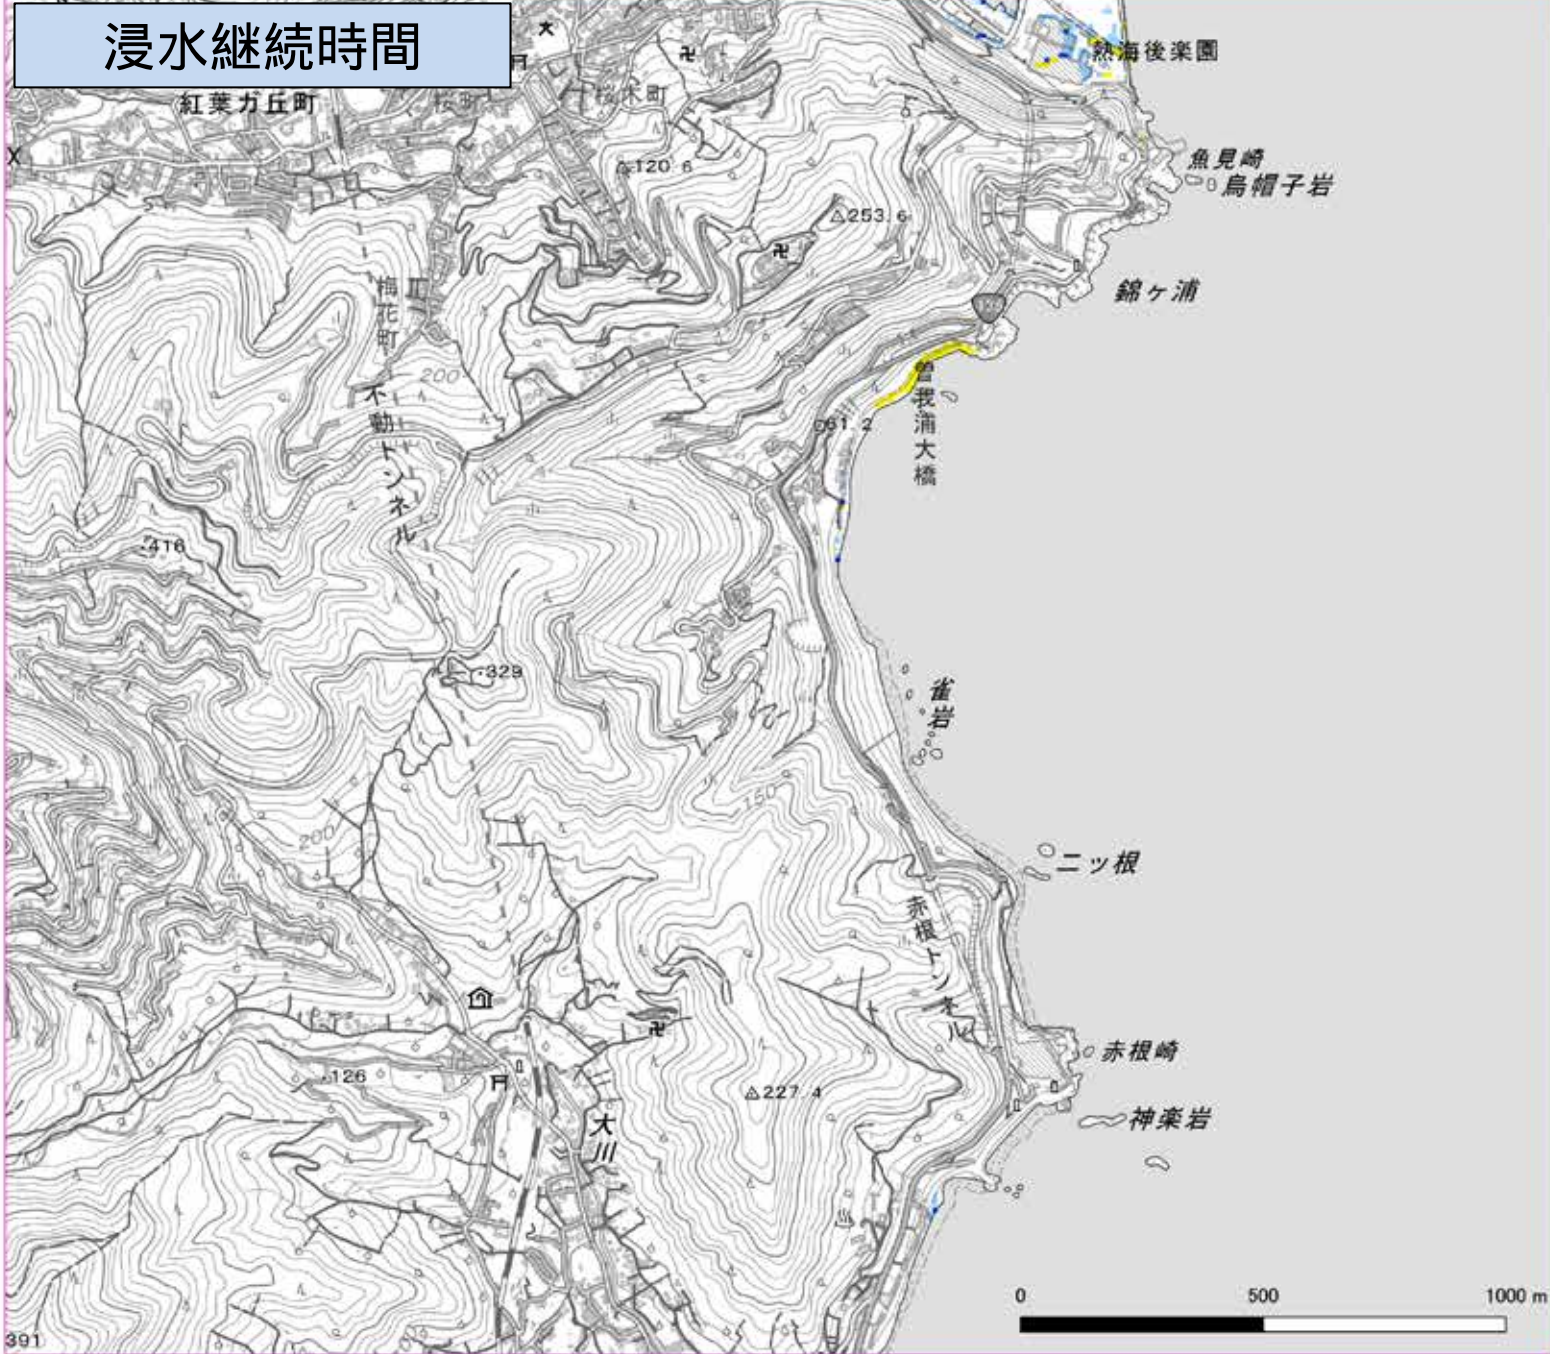 浸水継続時間
熱海後楽園
紅葉ガ丘町
桜町
桜木町
魚見崎
120.6
烏帽子岩
253.6
錦ヶ浦
梅花町
200
不動トンネル
曽我浦大橋
61.2
416
329
雀岩
150
200
二ッ根
赤根トンネル
赤根崎
126
227.4
神楽岩
大川
0 500 1000 m
391